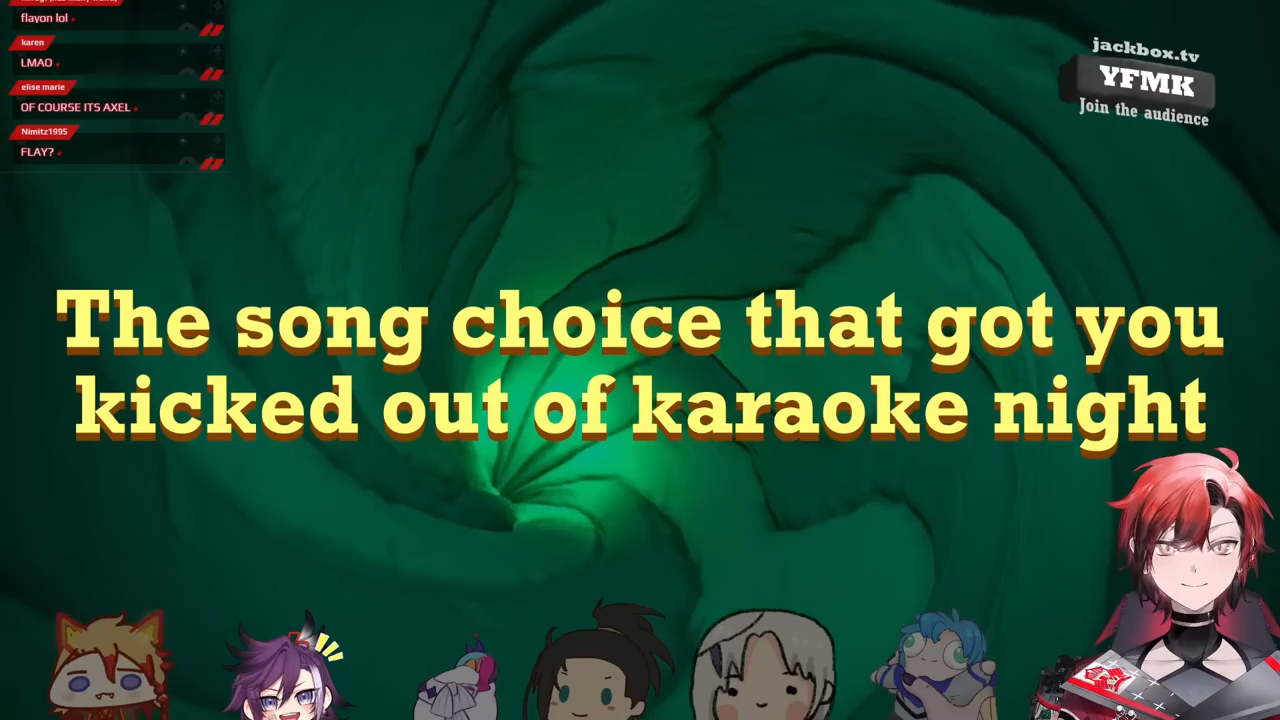 flayon lol
karen
LMAO
elise marie
OF COURSE ITS AXEL
Nimitz1995
FLAY?
jackbox.tv
YFMK
Join the audience
The song choice that got you
kicked out of karaoke night